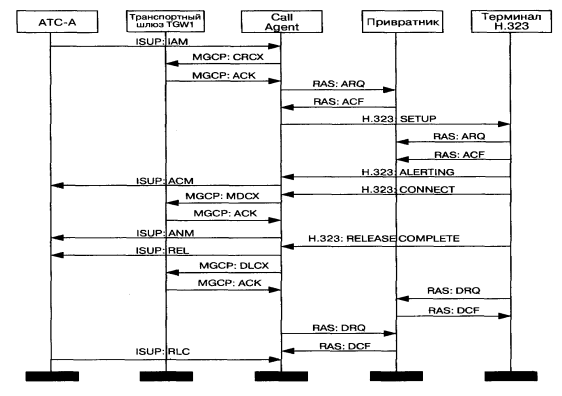 АТС-А
Транспортный
шлюз TGW1
Call
Agent
Привратник
Терминал
H.323
ISUP: IAM
MGCP: CRCX
MGCP: ACK
RAS: ARQ
RAS: ACF
H.323: SETUP
RAS: ARQ
RAS: ACF
H.323: ALERTING
ISUP: ACM
H.323: CONNECT
MGCP: MDCX
MGCP: ACK
ISUP: ANM
H.323: RELEASE COMPLETE
ISUP: REL
MGCP: DLCX
MGCP: ACK
RAS: DRQ
RAS: DCF
RAS: DRQ
RAS: DCF
ISUP: RLC